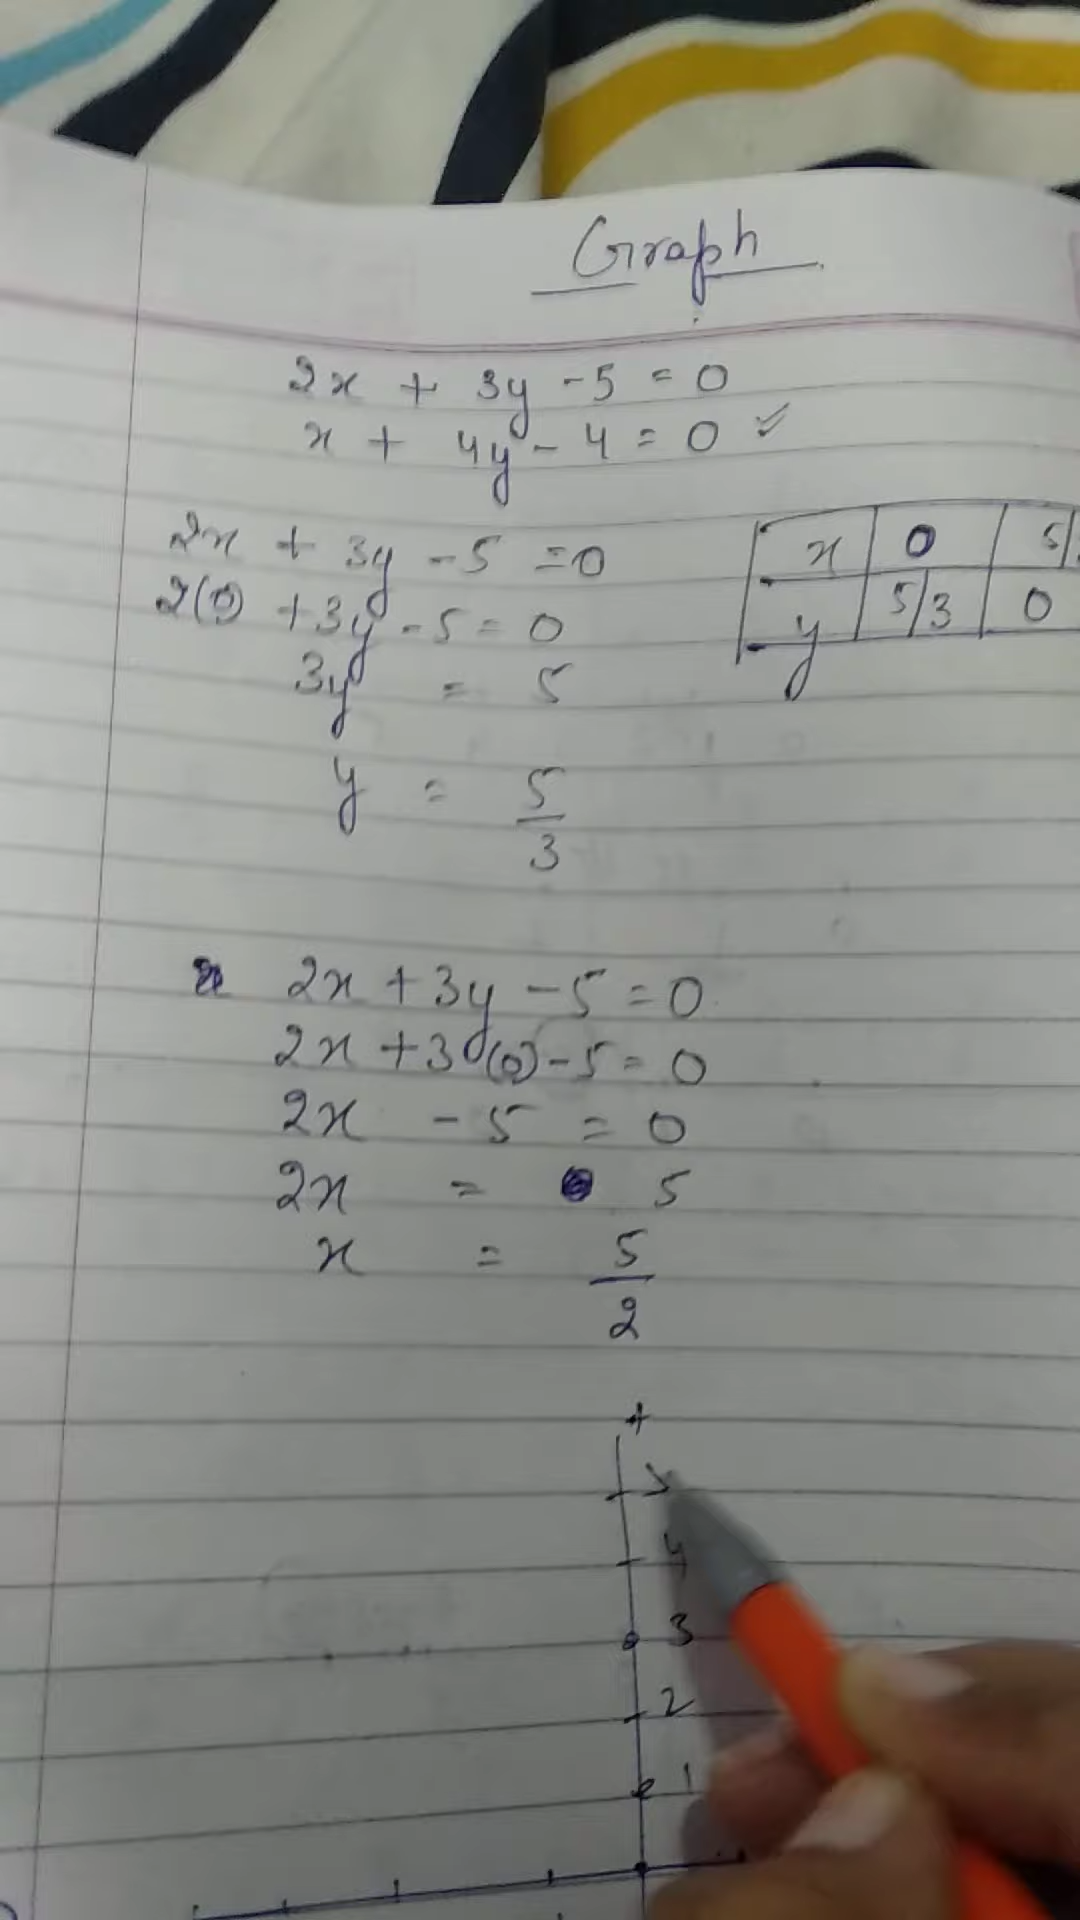 Graph
2x + 3y - 5 = 0
x + 4y - 4 = 0 ✓
2x + 3y - 5 = 0
2(0) + 3y - 5 = 0
3y = 5
y = 5/3
x | 0 | 5/
y | 5/3 | 0
2x + 3y - 5 = 0
2x + 3(0) - 5 = 0
2x - 5 = 0
2x = 5
x = 5/2
4
3
2
1